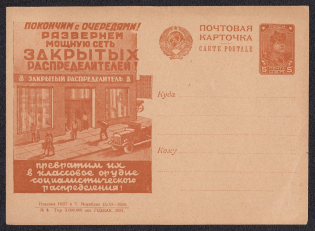 ПОКОНЧИМ с ОЧЕРЕДЯМИ!
РАЗВЕРНЕМ
МОЩНУЮ СЕТЬ
ЗАКРЫТЫХ
РАСПРЕДЕЛИТЕЛЕЙ!
ЗАКРЫТЫЙ РАСПРЕДЕЛИТЕЛЬ
превратим их
в классовое орудие
социалистического
распределения!
ПОЧТОВАЯ
КАРТОЧКА
CARTE POSTALE
Куда
Кому